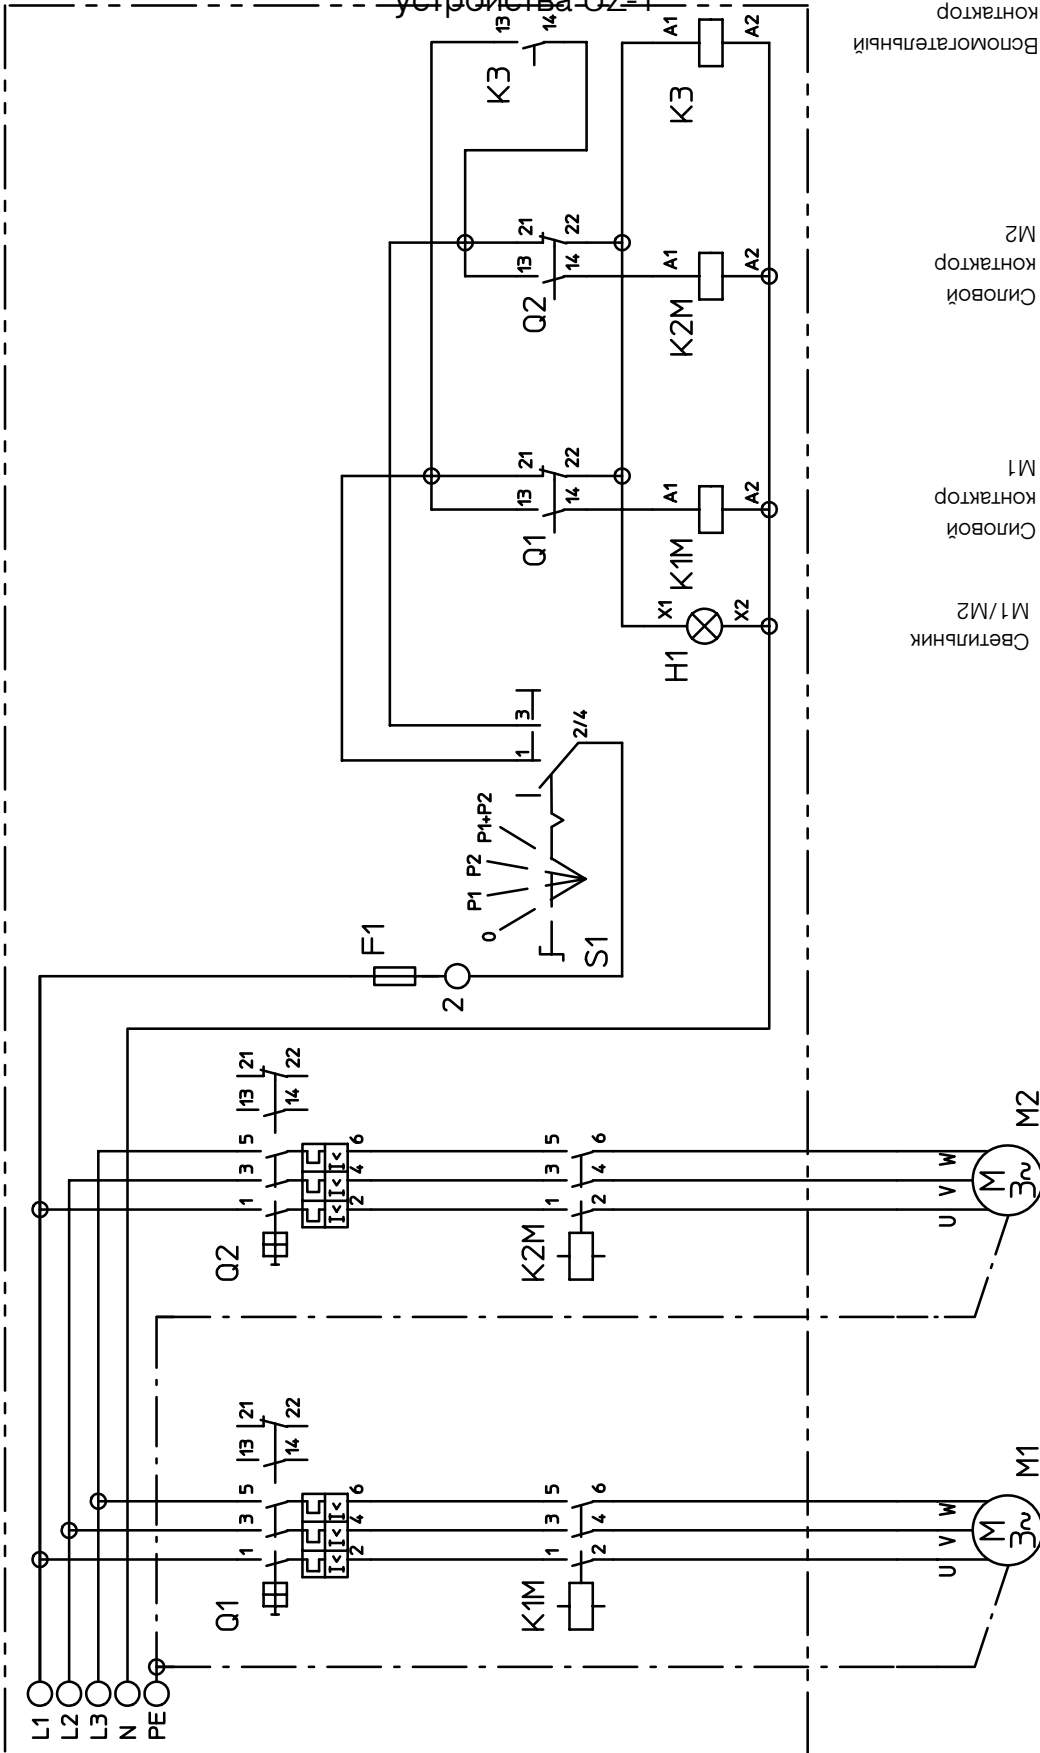 устройства UZ-1
Вспомогательный
контактор
Силовой
контактор
M2
Силовой
контактор
M1
Светильник
M1/M2
K3
13
14
K3
A1
A2
Q2
13
14
21
22
K2M
A1
A2
Q1
13
14
21
22
K1M
A1
A2
H1
X1
X2
1
3
2/4
0
P1
P2
P1+P2
S1
F1
2
Q2
1
3
5
13
21
14
22
I>
I>
I>
2
4
6
K2M
1
3
5
2
4
6
U
V
W
M
3~
M2
Q1
1
3
5
13
21
14
22
I>
I>
I>
2
4
6
K1M
1
3
5
2
4
6
U
V
W
M
3~
M1
L1
L2
L3
N
PE